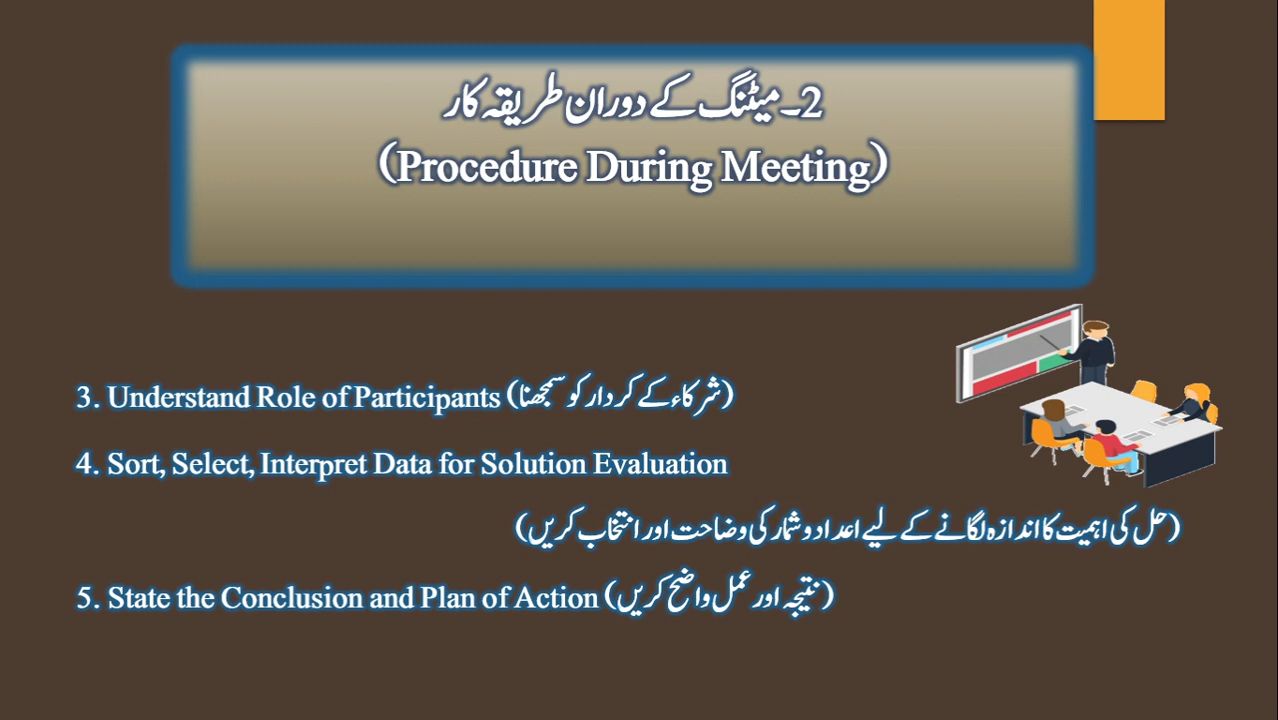 2۔میٹنگ کے دوران طریقہ کار
(Procedure During Meeting)
3. Understand Role of Participants (شرکاء کے کردار کو سمجھنا)
4. Sort, Select, Interpret Data for Solution Evaluation
(حل کی اہمیت کا اندازہ لگانے کے لیے اعداد و شمار کی وضاحت اور انتخاب کریں)
5. State the Conclusion and Plan of Action (نتیجہ اور عمل واضح کریں)